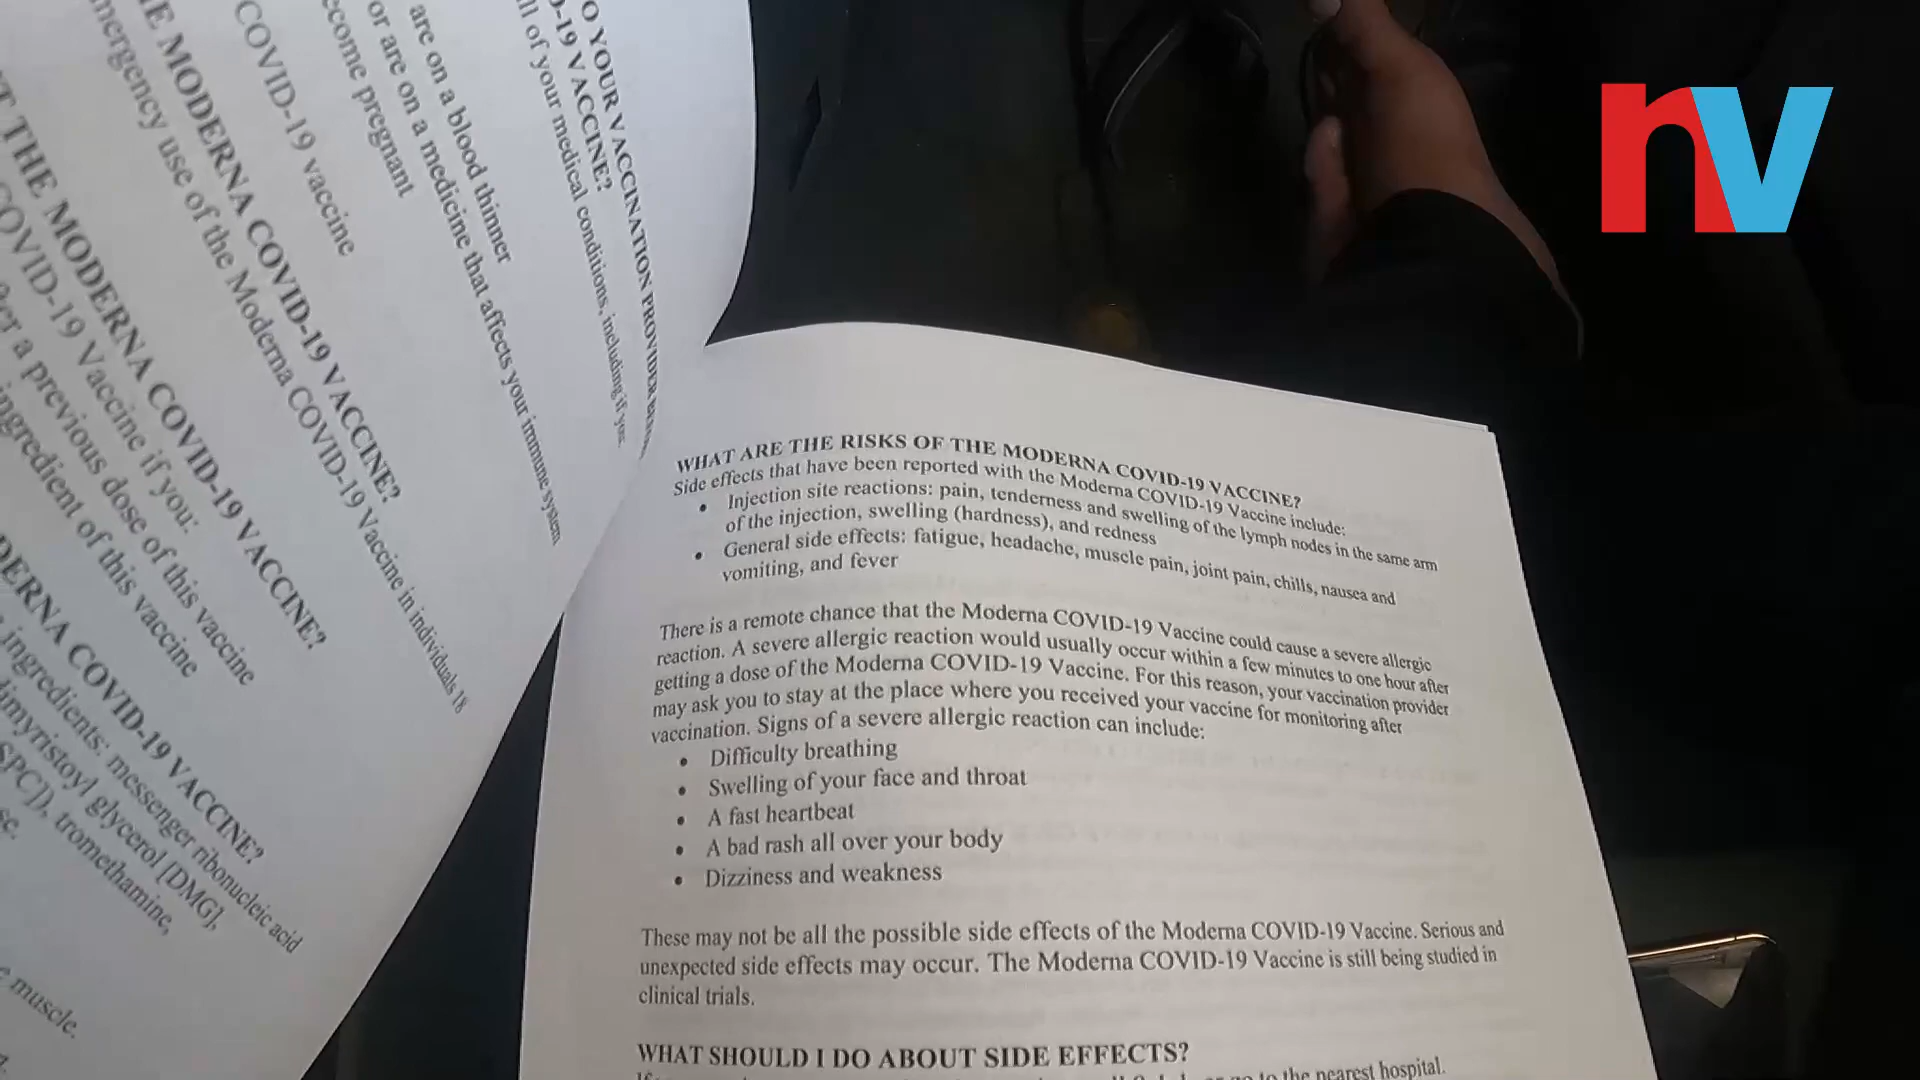 O YOUR VACCINATION PROVIDER
-19 VACCINE?
of your medical conditions, including if you:
are on a blood thinner
or are on a medicine that affects your immune system
become pregnant
COVID-19 vaccine
THE MODERNA COVID-19 VACCINE?
emergency use of the Moderna COVID-19 Vaccine in individuals 18
THE MODERNA COVID-19 VACCINE?
COVID-19 Vaccine if you:
after a previous dose of this vaccine
ingredient of this vaccine
MODERNA COVID-19 VACCINE?
ingredients: messenger ribonucleic acid
dimyristoyl glycerol [DMG],
SPC]), tromethamine,
muscle.
WHAT ARE THE RISKS OF THE MODERNA COVID-19 VACCINE?
Side effects that have been reported with the Moderna COVID-19 Vaccine include:
• Injection site reactions: pain, tenderness and swelling of the lymph nodes in the same arm
of the injection, swelling (hardness), and redness
• General side effects: fatigue, headache, muscle pain, joint pain, chills, nausea and
vomiting, and fever
There is a remote chance that the Moderna COVID-19 Vaccine could cause a severe allergic
reaction. A severe allergic reaction would usually occur within a few minutes to one hour after
getting a dose of the Moderna COVID-19 Vaccine. For this reason, your vaccination provider
may ask you to stay at the place where you received your vaccine for monitoring after
vaccination. Signs of a severe allergic reaction can include:
• Difficulty breathing
• Swelling of your face and throat
• A fast heartbeat
• A bad rash all over your body
• Dizziness and weakness
These may not be all the possible side effects of the Moderna COVID-19 Vaccine. Serious and
unexpected side effects may occur. The Moderna COVID-19 Vaccine is still being studied in
clinical trials.
WHAT SHOULD I DO ABOUT SIDE EFFECTS?
to the nearest hospital.
nv